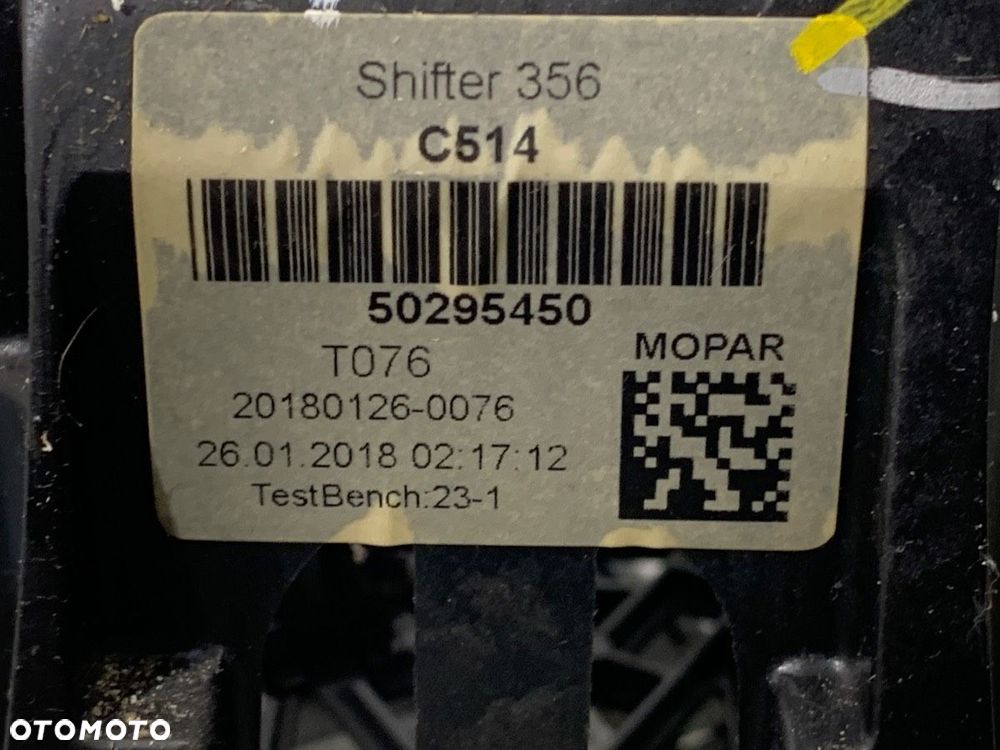 Shifter 356
C514
50295450
MOPAR
T076
20180126-0076
26.01.2018 02:17:12
TestBench:23-1
OTOMOTO